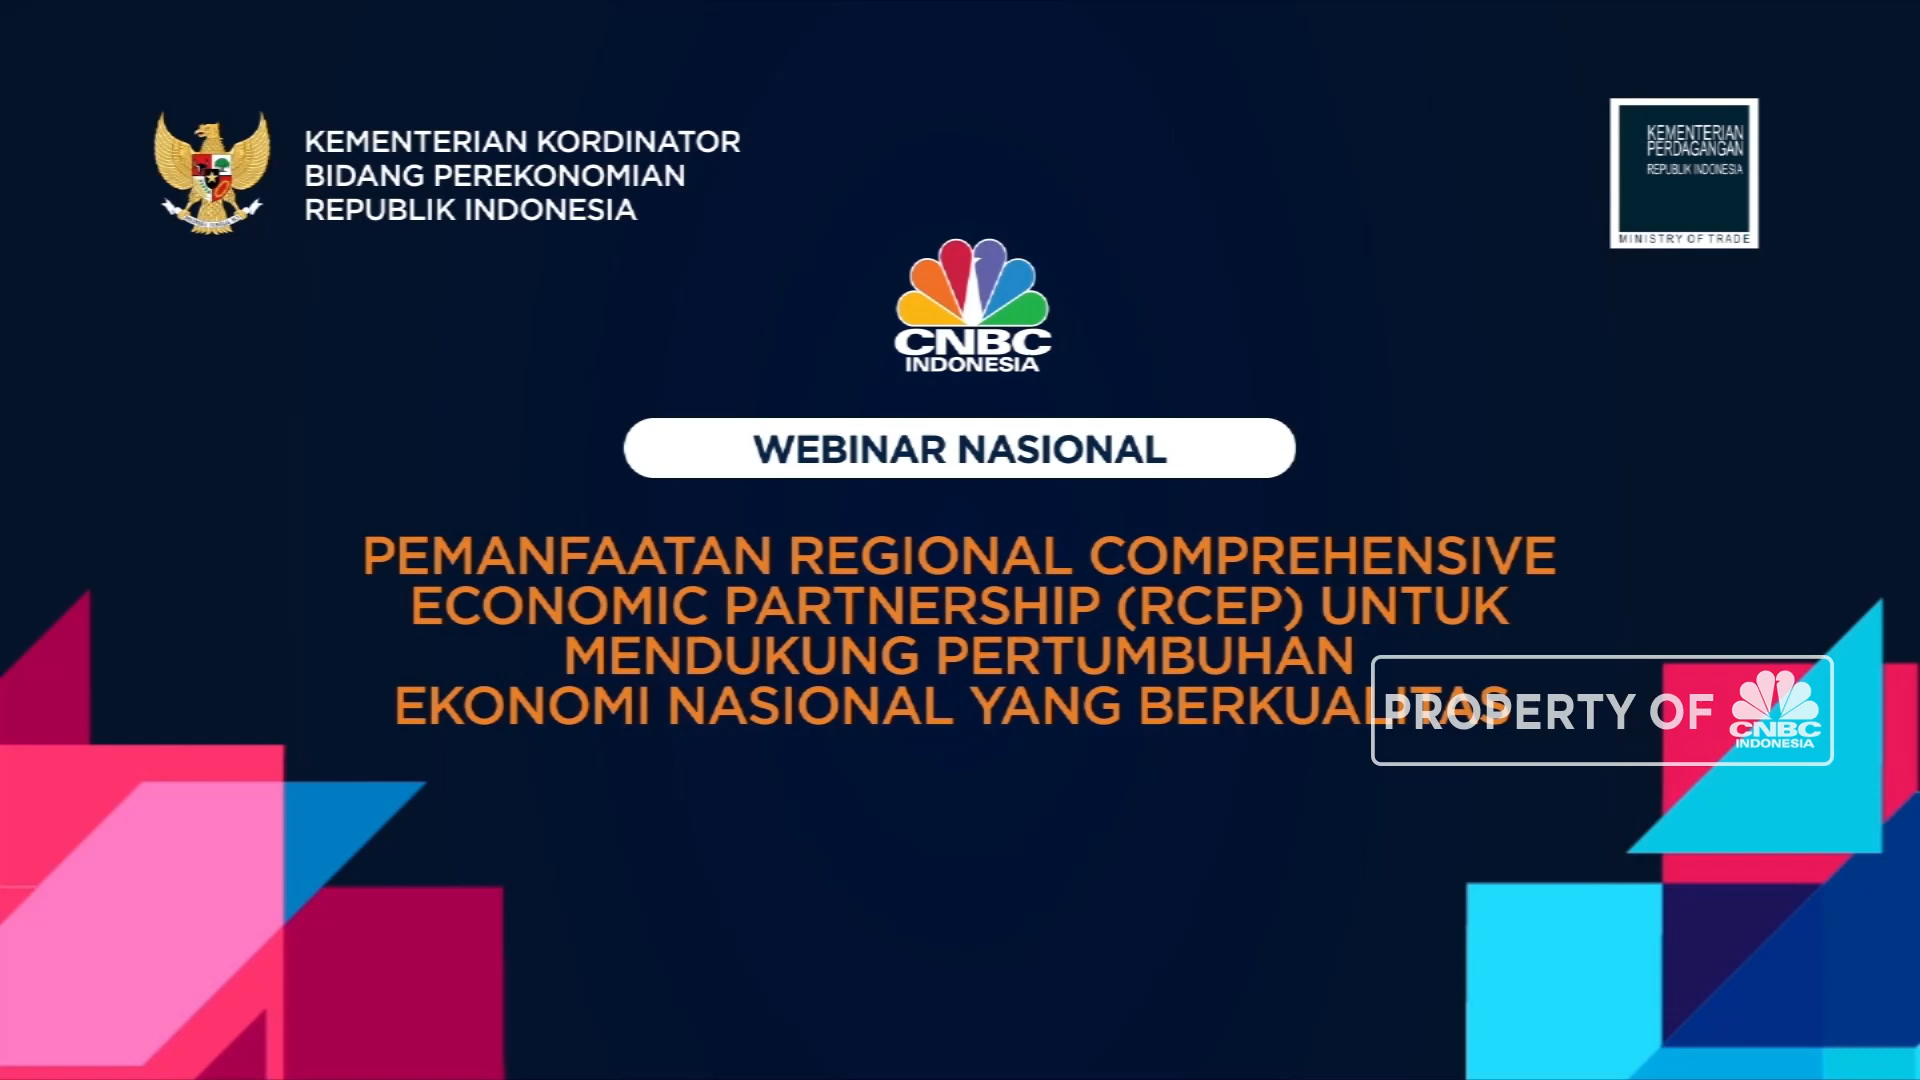 KEMENTERIAN KORDINATOR
BIDANG PEREKONOMIAN
REPUBLIK INDONESIA
KEMENTERIAN
PERDAGANGAN
REPUBLIK INDONESIA
MINISTRY OF TRADE
CNBC
INDONESIA
WEBINAR NASIONAL
PEMANFAATAN REGIONAL COMPREHENSIVE
ECONOMIC PARTNERSHIP (RCEP) UNTUK
MENDUKUNG PERTUMBUHAN
EKONOMI NASIONAL YANG BERKUALITAS
PROPERTY OF
CNBC
INDONESIA